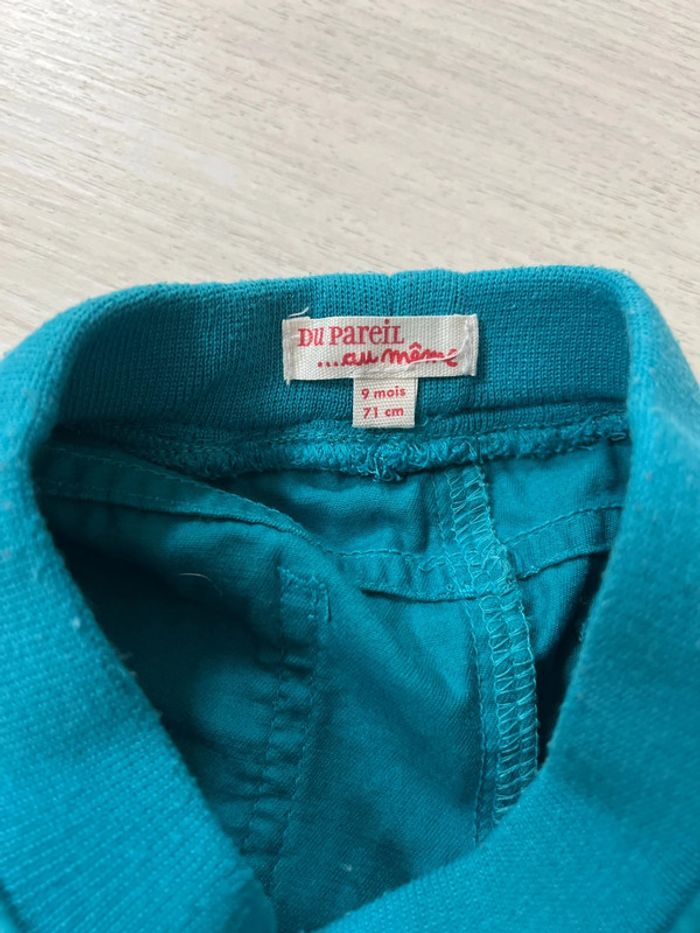 DU PAREIL
...au même
9 mois
71 cm